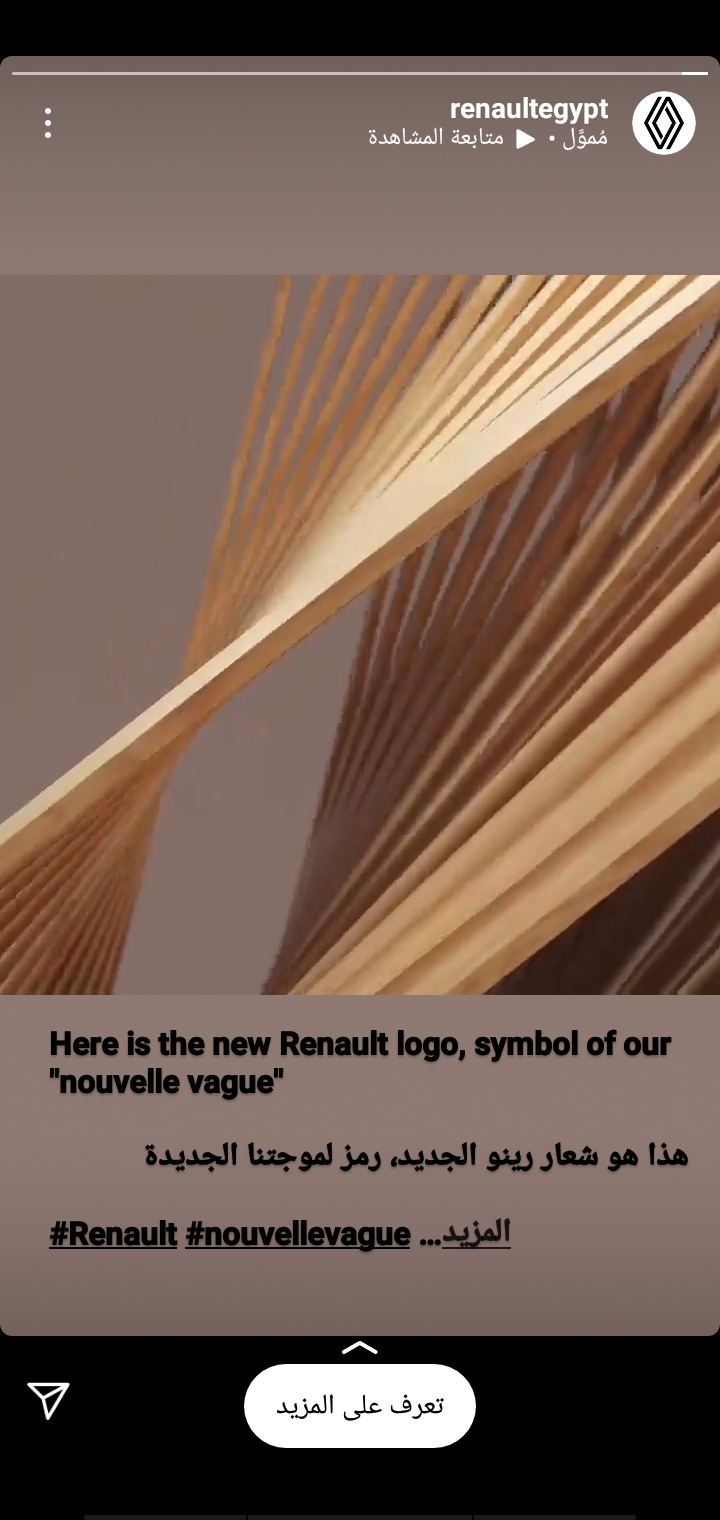 renaultegypt
مُموَّل • متابعة المشاهدة
Here is the new Renault logo, symbol of our
"nouvelle vague"
هذا هو شعار رينو الجديد، رمز لموجتنا الجديدة
#Renault #nouvellevague ...المزيد
تعرف على المزيد